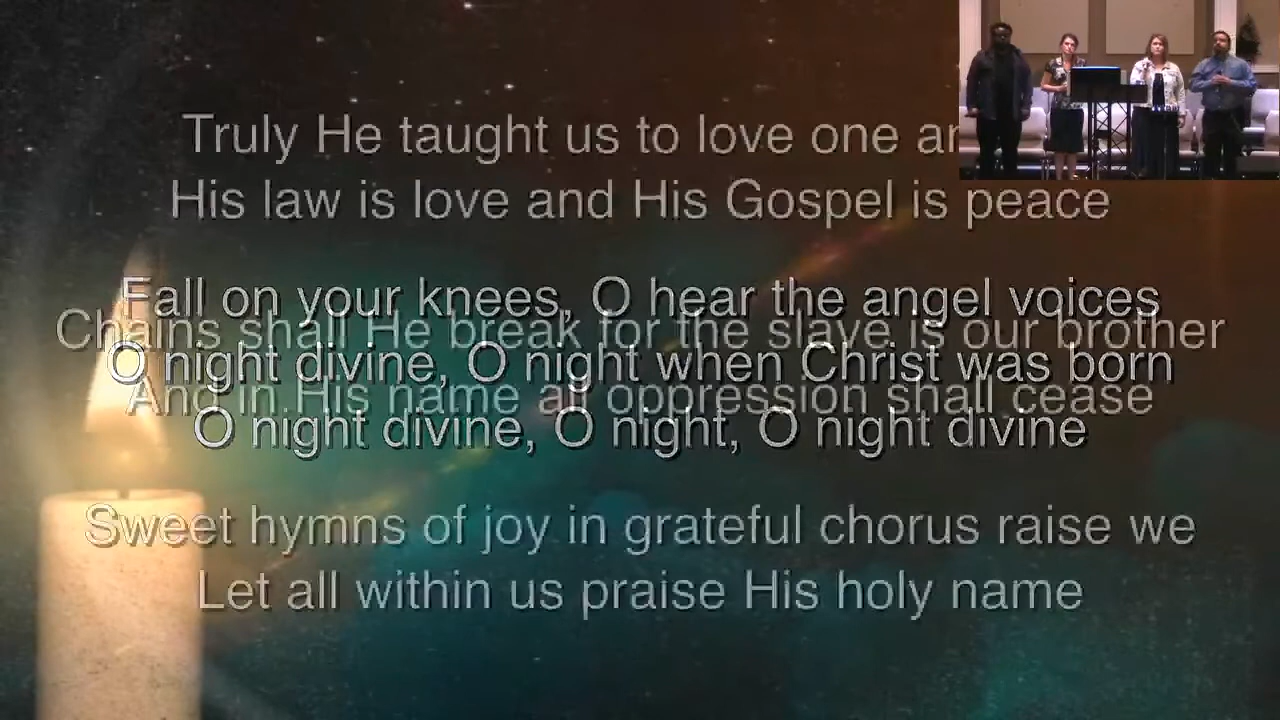 Truly He taught us to love one
His law is love and His Gospel is peace
Fall on your knees, O hear the angel voices
Chains shall He break for the slave is our brother
O night divine, O night when Christ was born
And in His name all oppression shall cease
O night divine, O night, O night divine
Sweet hymns of joy in grateful chorus raise we
Let all within us praise His holy name